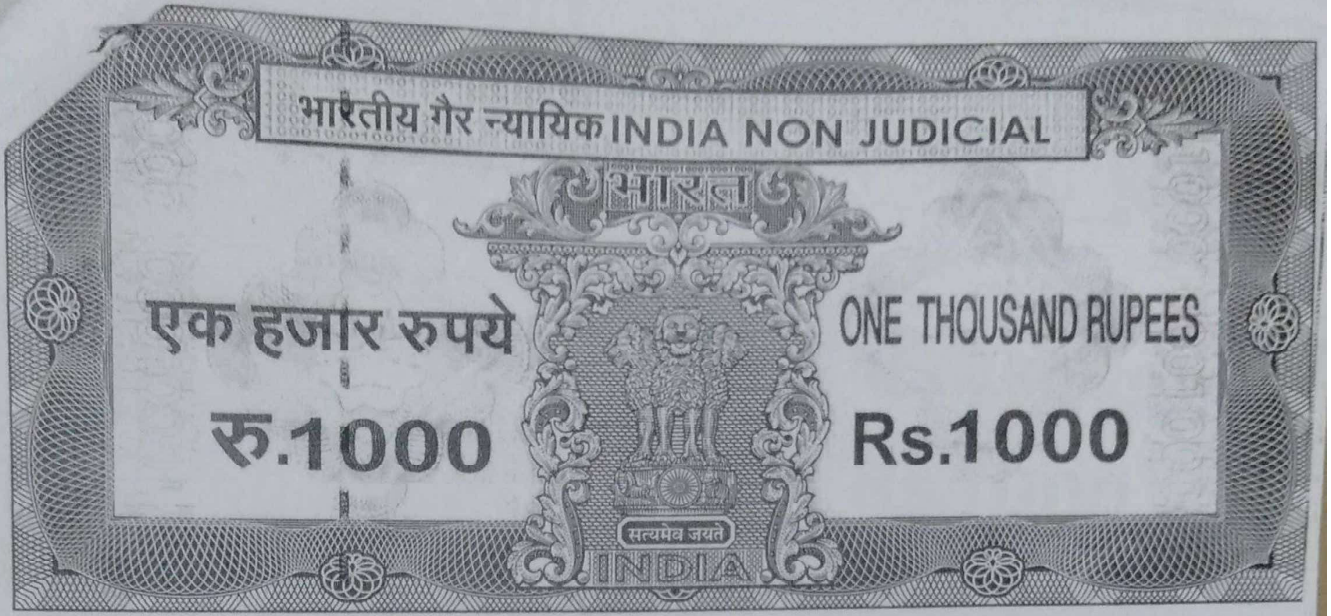 भारतीय गैर न्यायिक INDIA NON JUDICIAL
भारत
एक हजार रुपये
ONE THOUSAND RUPEES
रु.1000
Rs.1000
सत्यमेव जयते
INDIA